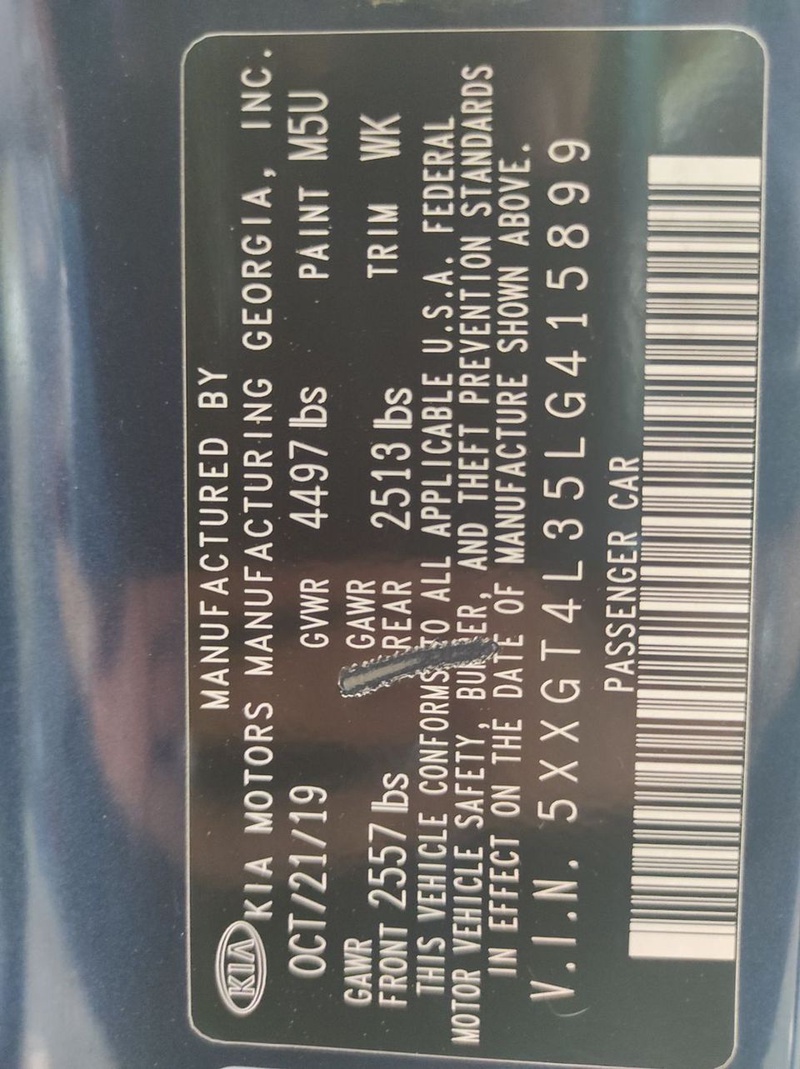 MANUFACTURED BY
KIA KIA MOTORS MANUFACTURING GEORGIA, INC.
OCT/21/19 GVWR 4497 lbs PAINT M5U
GAWR GAWR
FRONT 2557 lbs REAR 2513 lbs TRIM WK
THIS VEHICLE CONFORMS TO ALL APPLICABLE U.S.A. FEDERAL
MOTOR VEHICLE SAFETY, AND THEFT PREVENTION STANDARDS
IN EFFECT ON THE DATE OF MANUFACTURE SHOWN ABOVE.
V.I.N. 5XXGT4L35LG415899
PASSENGER CAR